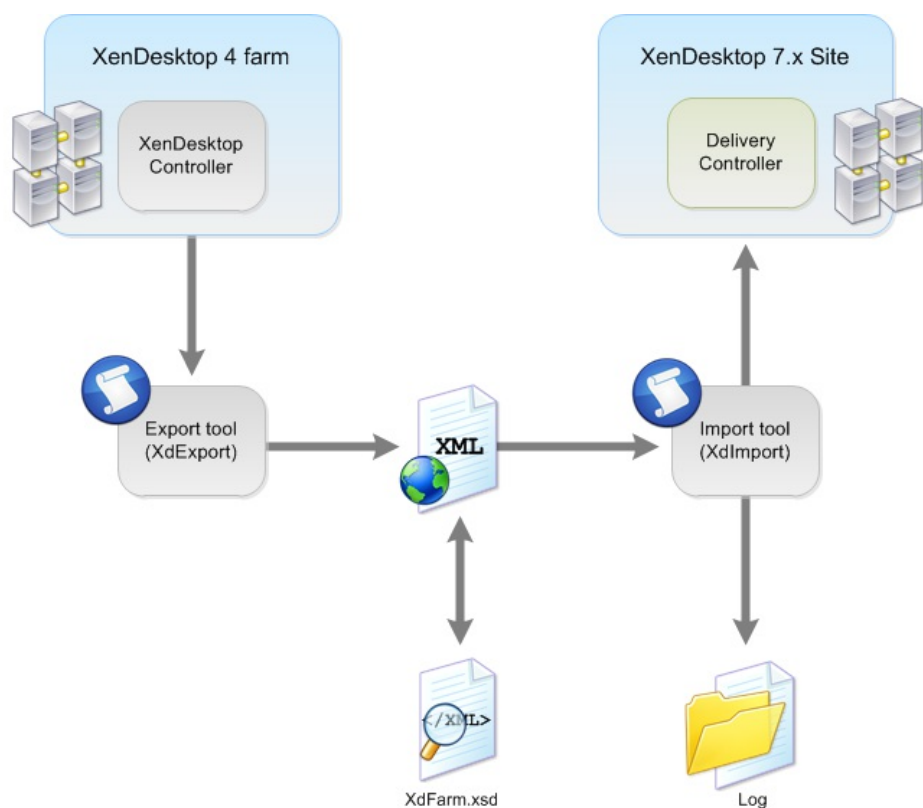 XenDesktop 4 farm
XenDesktop 7.x Site
XenDesktop
Controller
Delivery
Controller
Export tool
(XdExport)
XML
Import tool
(XdImport)
</XML>
XdFarm.xsd
Log